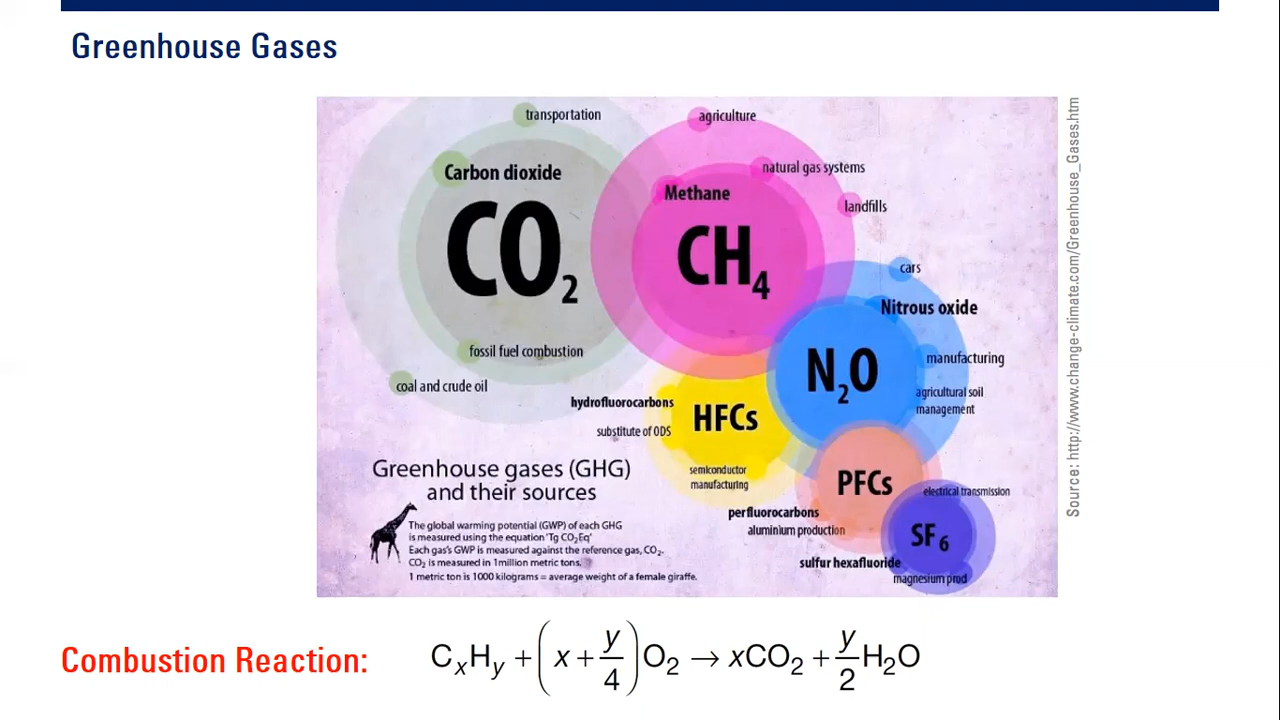 Greenhouse Gases
transportation
Carbon dioxide
CO₂
fossil fuel combustion
coal and crude oil
agriculture
natural gas systems
Methane
landfills
CH₄
cars
Nitrous oxide
N₂O
manufacturing
agricultural soil
management
hydrofluorocarbons
HFCs
substitute of ODS
semiconductor
manufacturing
PFCs
perfluorocarbons
aluminium production
electrical transmission
SF₆
sulfur hexafluoride
magnesium prod
Greenhouse gases (GHG)
and their sources
The global warming potential (GWP) of each GHG
is measured using the equation 'Tg CO₂Eq'
Each gas's GWP is measured against the reference gas, CO₂.
CO₂ is measured in 1million metric tons.
1 metric ton is 1000 kilograms = average weight of a female giraffe.
Source: http://www.change-climate.com/Greenhouse_Gases.htm
Combustion Reaction: CₓHᵧ + (x + y/4) O₂ → xCO₂ + y/2 H₂O